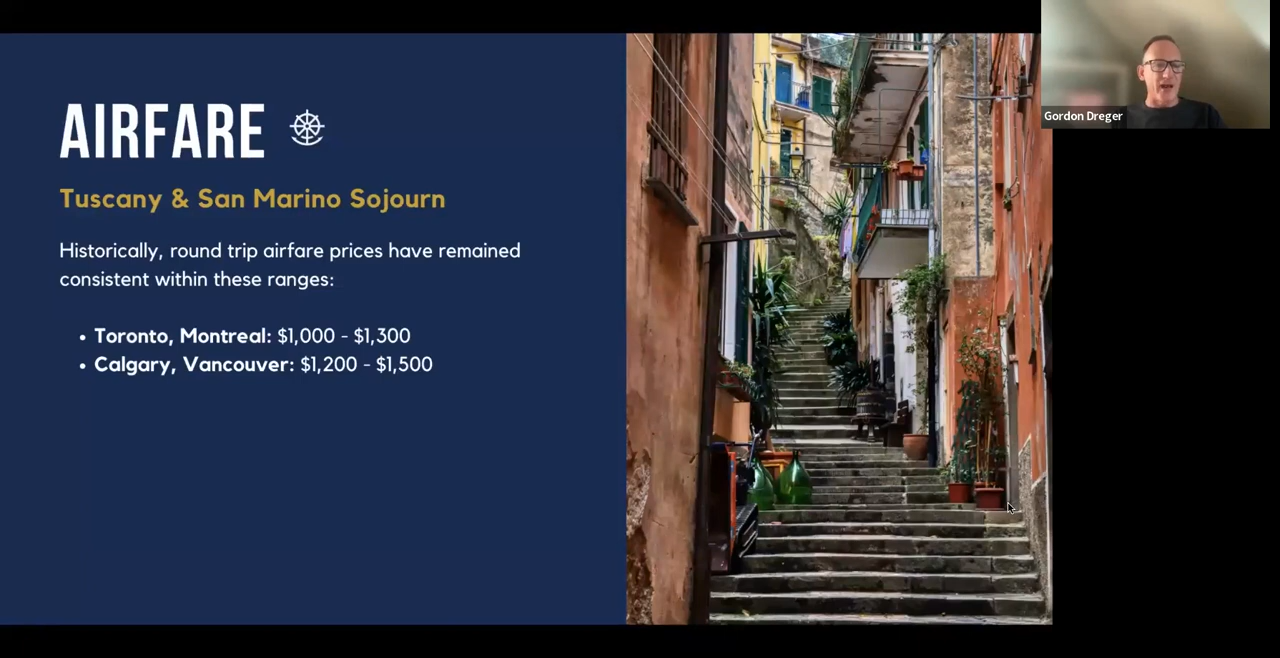 AIRFARE
Tuscany & San Marino Sojourn
Historically, round trip airfare prices have remained
consistent within these ranges:
• Toronto, Montreal: $1,000 - $1,300
• Calgary, Vancouver: $1,200 - $1,500
Gordon Dreger